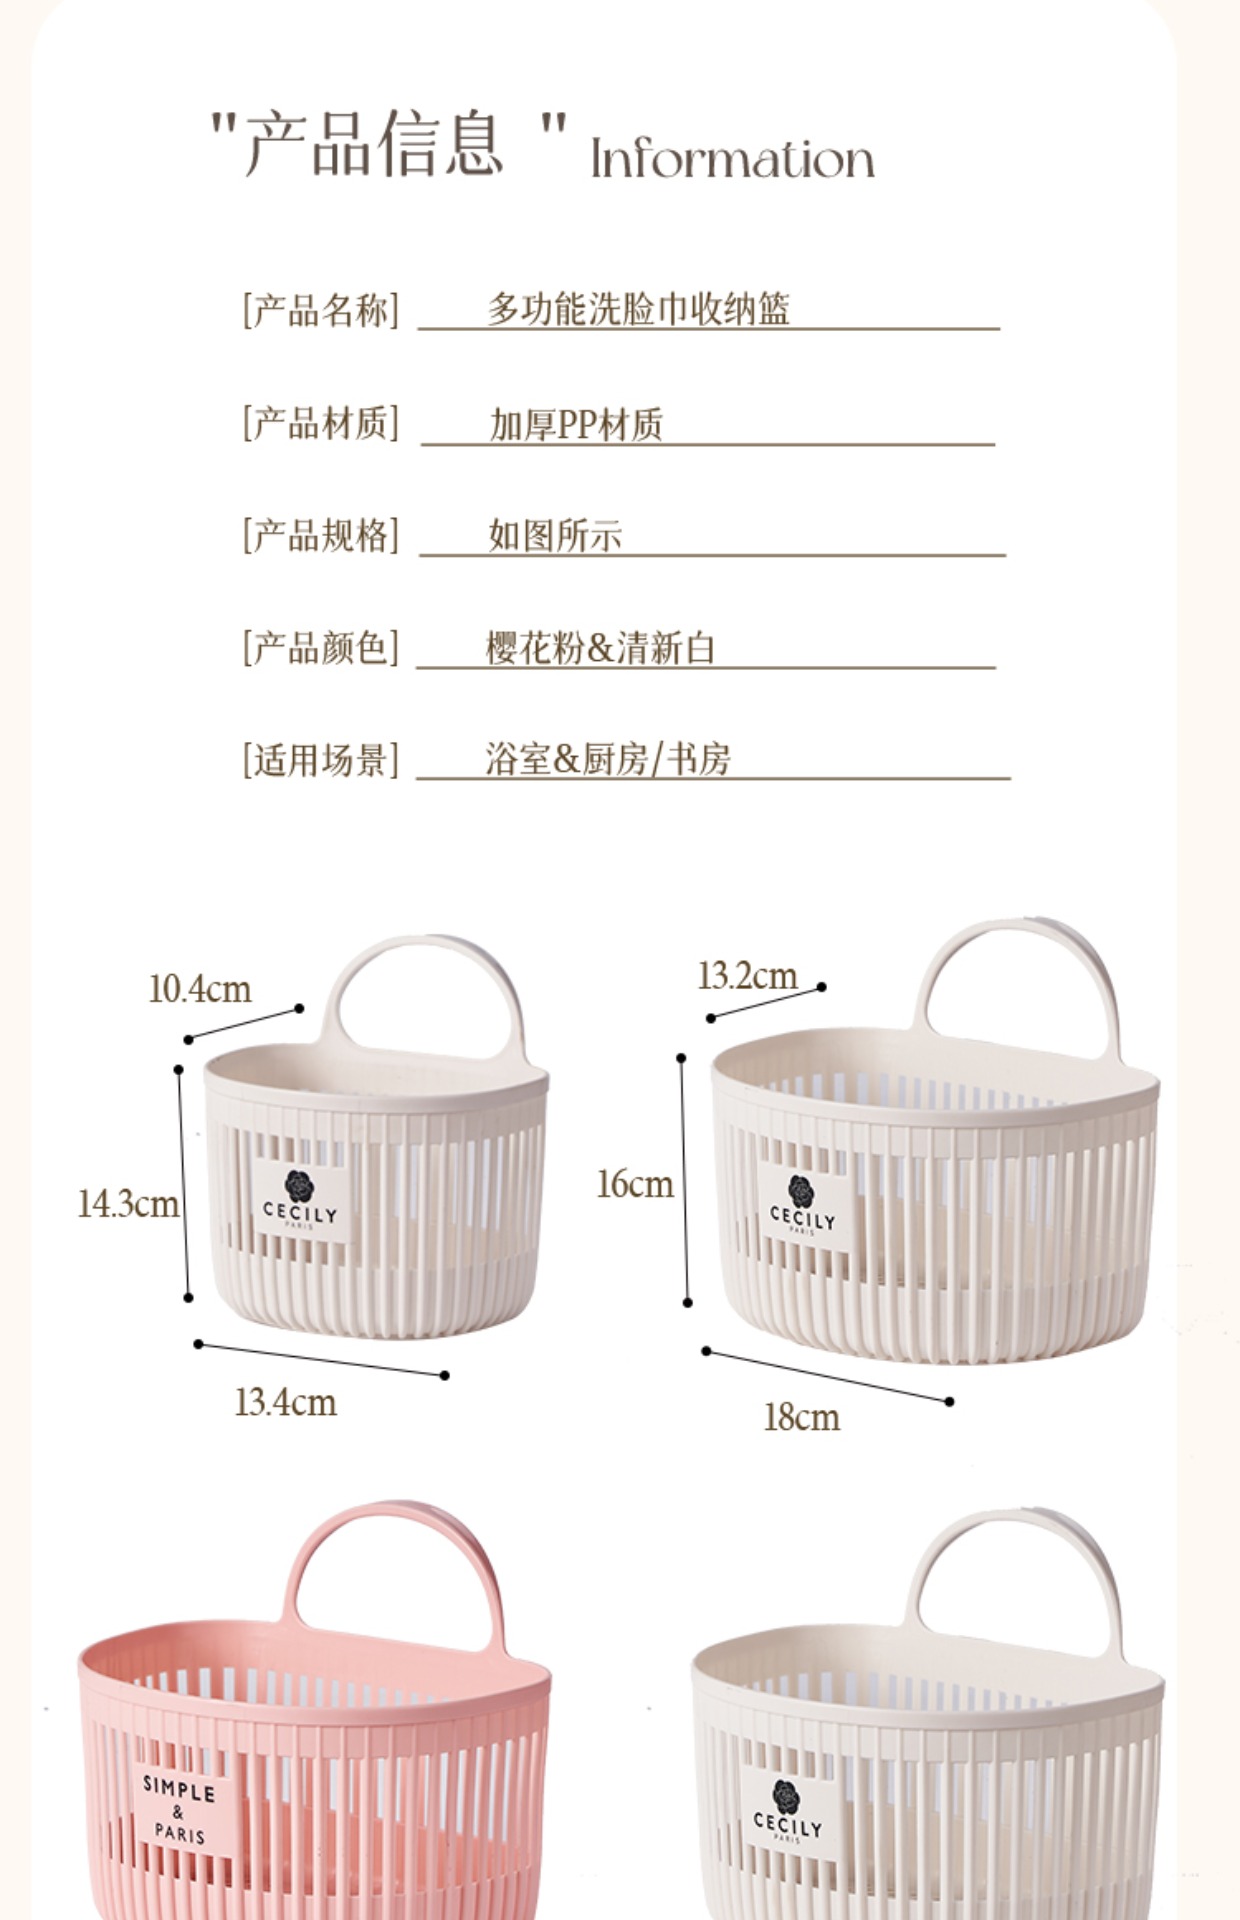 "产品信息 " Information
[产品名称] 多功能洗脸巾收纳篮
[产品材质] 加厚PP材质
[产品规格] 如图所示
[产品颜色] 樱花粉&清新白
[适用场景] 浴室&厨房/书房
10.4cm
13.2cm
14.3cm
CECILY
PARIS
16cm
CECILY
PARIS
13.4cm
18cm
SIMPLE
&
PARIS
CECILY
PARIS